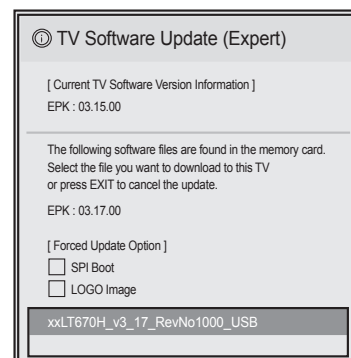 ⓘ TV Software Update (Expert)
[ Current TV Software Version Information ]
EPK : 03.15.00
The following software files are found in the memory card.
Select the file you want to download to this TV
or press EXIT to cancel the update.
EPK : 03.17.00
[ Forced Update Option ]
SPI Boot
LOGO Image
xxLT670H_v3_17_RevNo1000_USB